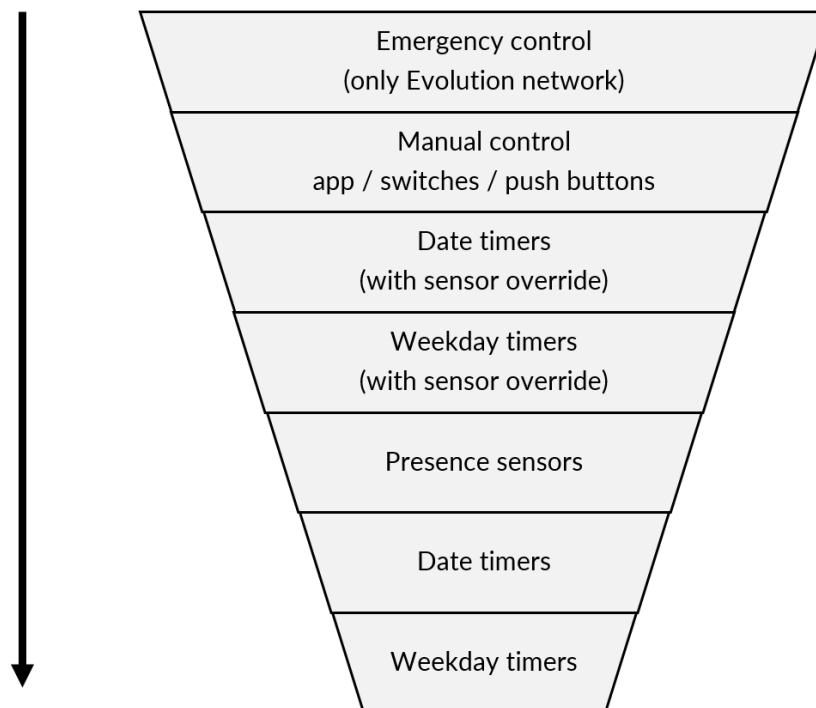 Emergency control
(only Evolution network)
Manual control
app / switches / push buttons
Date timers
(with sensor override)
Weekday timers
(with sensor override)
Presence sensors
Date timers
Weekday timers